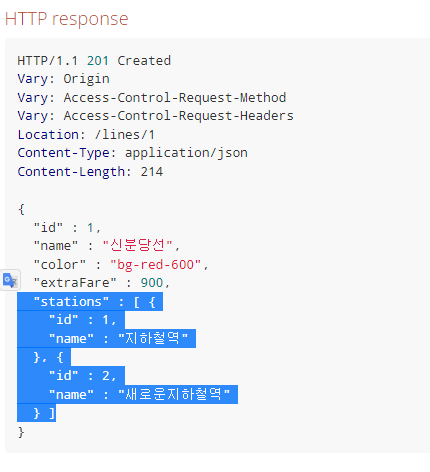 HTTP response
HTTP/1.1 201 Created
Vary: Origin
Vary: Access-Control-Request-Method
Vary: Access-Control-Request-Headers
Location: /lines/1
Content-Type: application/json
Content-Length: 214
{
"id" : 1,
"name" : "신분당선",
"color" : "bg-red-600",
"extraFare" : 900,
"stations" : [ {
"id" : 1,
"name" : "지하철역"
}, {
"id" : 2,
"name" : "새로운지하철역"
} ]
}